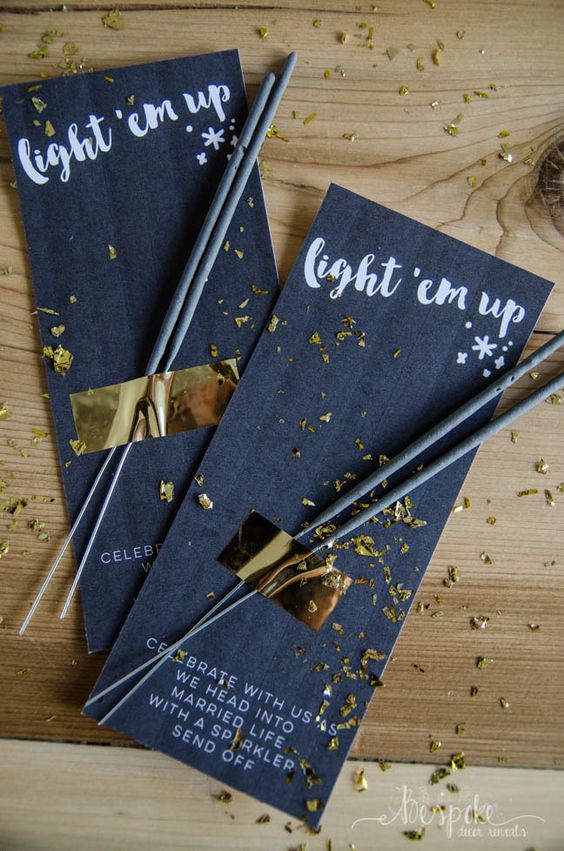 light 'em up
light 'em up
CELEBRATE
CELEBRATE WITH US AS
WE HEAD INTO
MARRIED LIFE
WITH A SPARKLER
SEND OFF
Bespoke
decor rentals